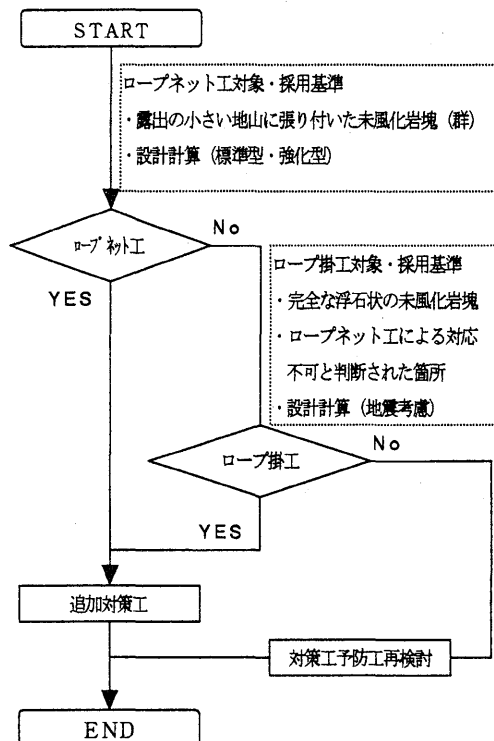 START
ロープネット工対象・採用基準
・露出の小さい地山に張り付いた未風化岩塊（群）
・設計計算（標準型・強化型）
ロープネット工
No
YES
ロープ掛工対象・採用基準
・完全な浮石状の未風化岩塊
・ロープネット工による対応
不可と判断された箇所
・設計計算（地震考慮）
ロープ掛工
No
YES
追加対策工
対策工予防工再検討
END